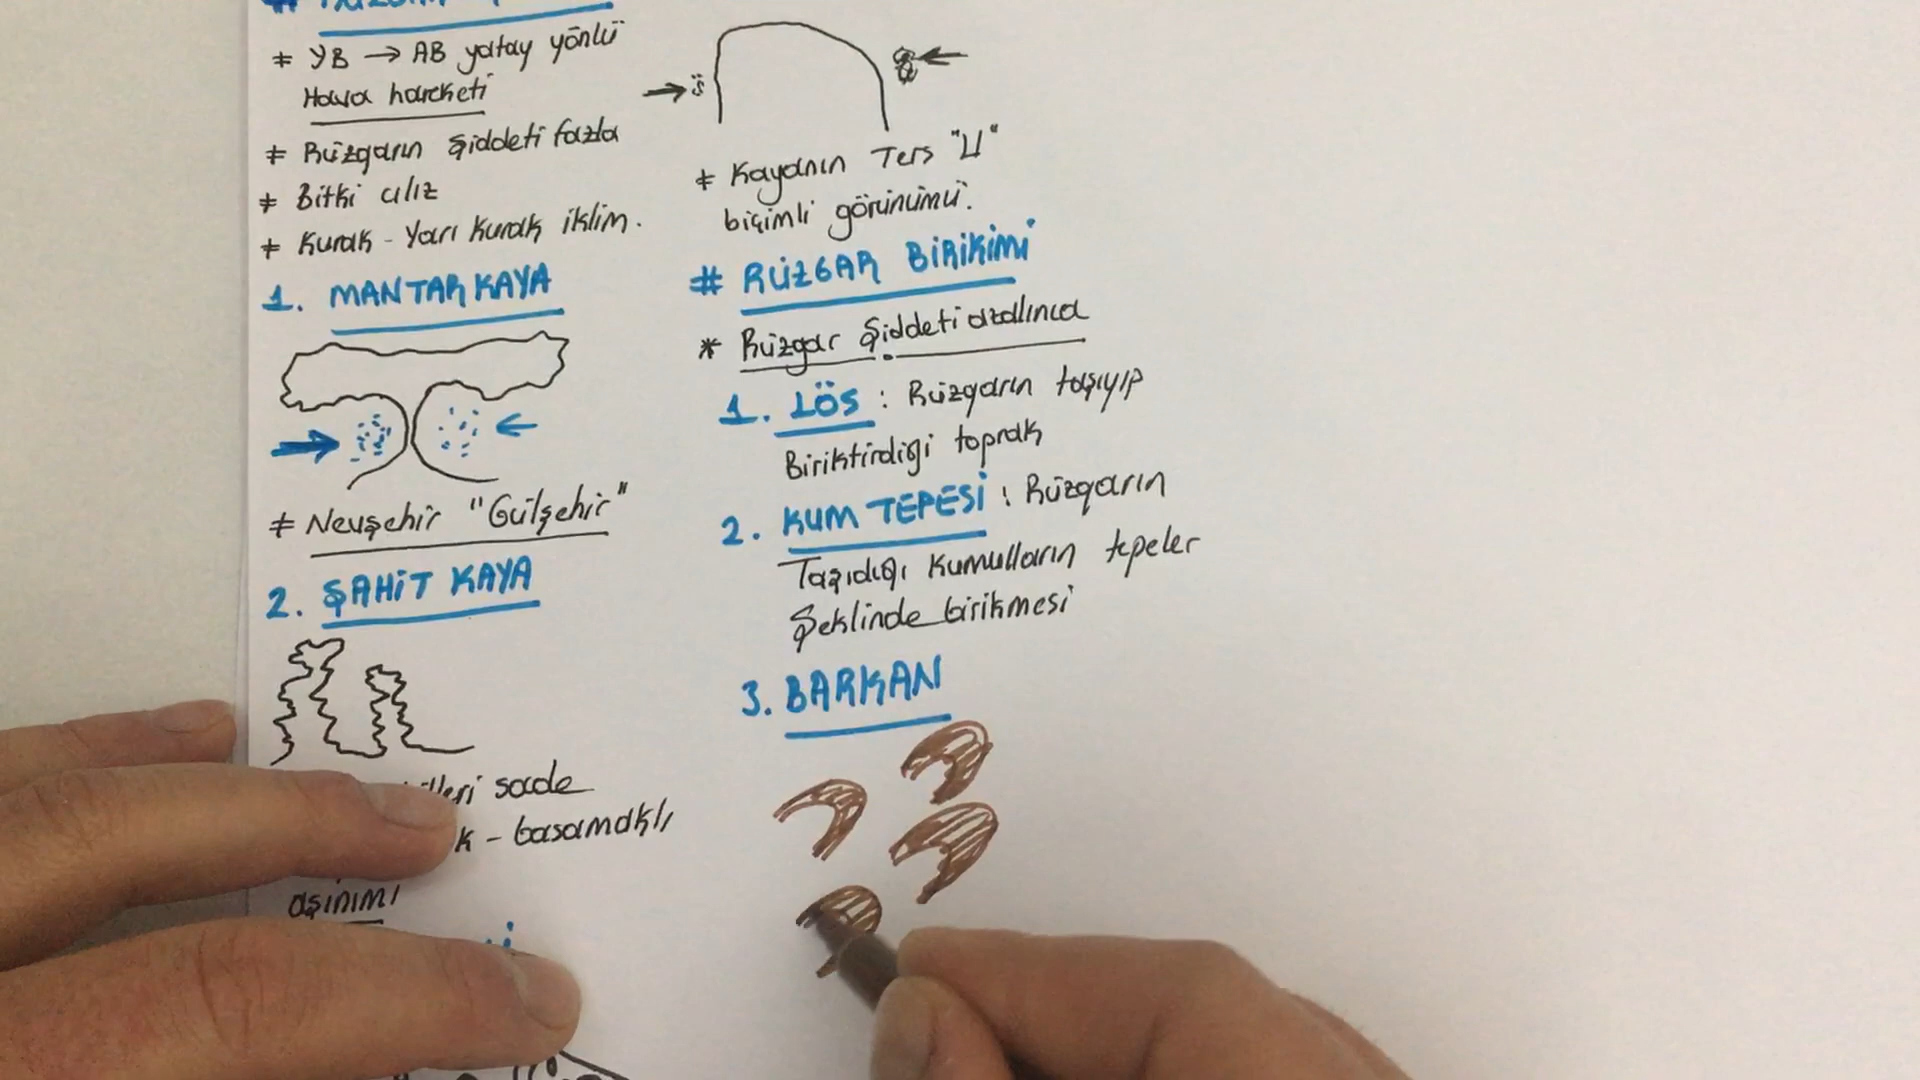 * YB → AB yatay yönlü
Hava hareketi
* Rüzgarın şiddeti fazla
* Bitki cılız
* Kurak - Yarı Kurak iklim.
1. MANTAR KAYA
* Nevşehir "Gülşehir"
2. ŞAHİT KAYA
sade
- basamaklı
aşınımı
* Kayanın Ters "U"
biçimli görünümü.
# RÜZGAR BİRİKİMİ
* Rüzgar şiddeti azalınca
1. LÖS : Rüzgarın taşıyıp
Biriktirdiği toprak
2. KUM TEPESİ : Rüzgarın
Taşıdığı kumulların tepeler
Şeklinde birikmesi
3. BARKAN